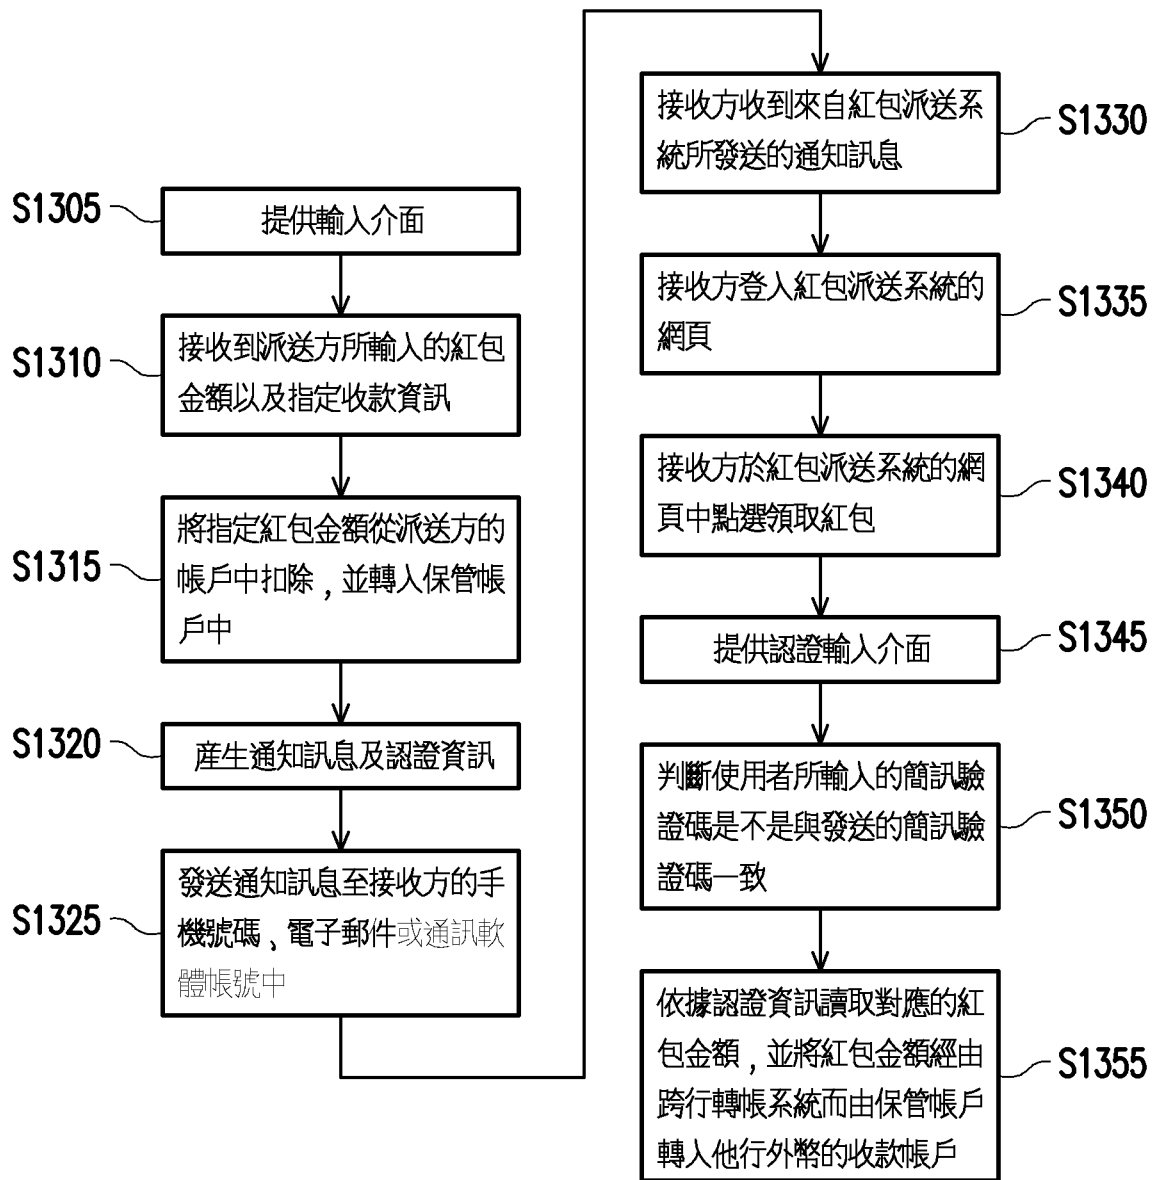 S1305
提供輸入介面
S1310
接收到派送方所輸入的紅包
金額以及指定收款資訊
S1315
將指定紅包金額從派送方的
帳戶中扣除，並轉入保管帳
戶中
S1320
產生通知訊息及認證資訊
S1325
發送通知訊息至接收方的手
機號碼、電子郵件或通訊軟
體帳號中
S1330
接收方收到來自紅包派送系
統所發送的通知訊息
S1335
接收方登入紅包派送系統的
網頁
S1340
接收方於紅包派送系統的網
頁中點選領取紅包
S1345
提供認證輸入介面
S1350
判斷使用者所輸入的簡訊驗
證碼是不是與發送的簡訊驗
證碼一致
S1355
依據認證資訊讀取對應的紅
包金額，並將紅包金額經由
跨行轉帳系統而由保管帳戶
轉入他行外幣的收款帳戶